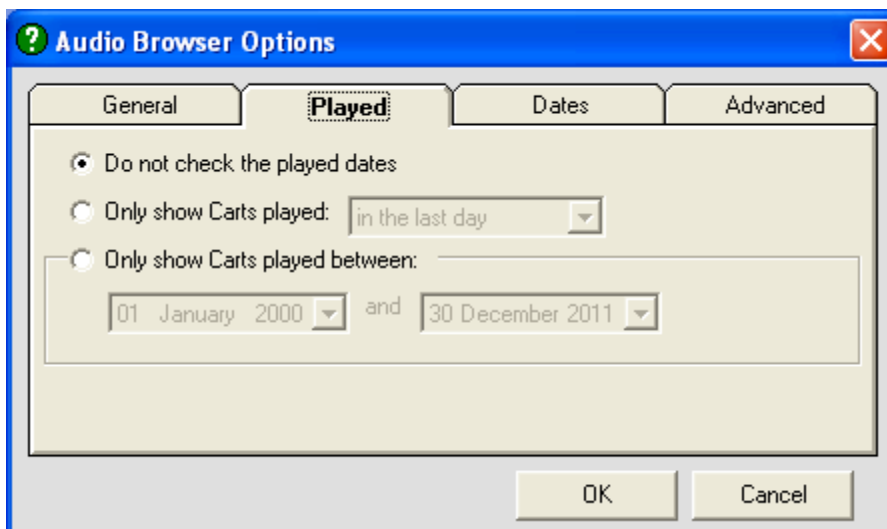 Audio Browser Options
General Played Dates Advanced
Do not check the played dates
Only show Carts played: in the last day
Only show Carts played between:
01 January 2000 and 30 December 2011
OK Cancel